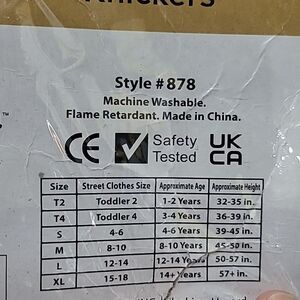 Knickers
Style #878
Machine Washable.
Flame Retardant. Made in China.
CE Safety Tested UK CA
Size Street Clothes Size Approximate Age Approximate Height
T2 Toddler 2 1-2 Years 32-35 in.
T4 Toddler 4 3-4 Years 36-39 in.
S 4-6 4-6 Years 39-45 in.
M 8-10 8-10 Years 45-50 in.
L 12-14 12-14 Years 50-57 in.
XL 15-18 14+ Years 57+ in.